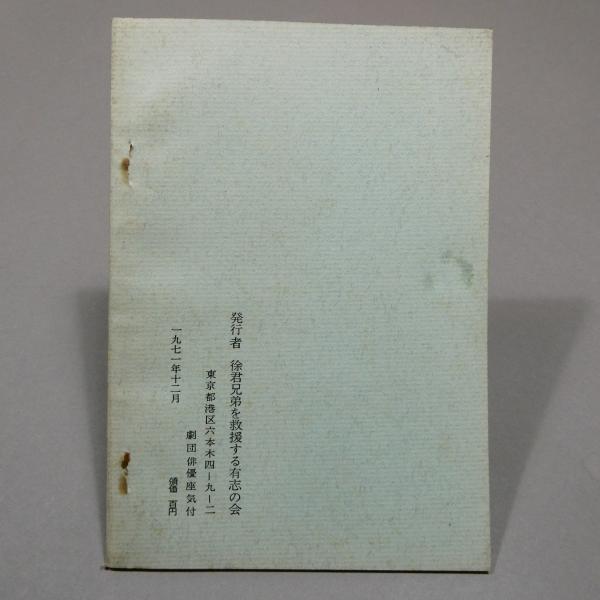 発行者　徐君兄弟を救援する有志の会
東京都港区六本木四ー九ー二
劇団俳優座気付
一九七一年十二月
頒価　百円